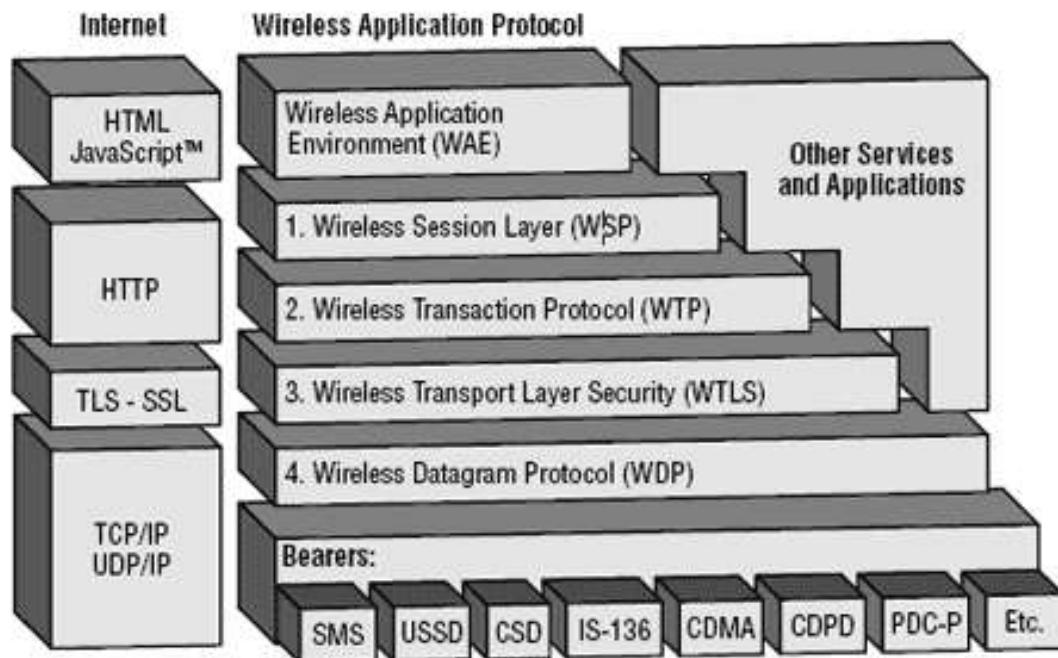 Internet
Wireless Application Protocol
HTML
JavaScript™
HTTP
TLS - SSL
TCP/IP
UDP/IP
Wireless Application
Environment (WAE)
Other Services
and Applications
1. Wireless Session Layer (WSP)
2. Wireless Transaction Protocol (WTP)
3. Wireless Transport Layer Security (WTLS)
4. Wireless Datagram Protocol (WDP)
Bearers:
SMS
USSD
CSD
IS-136
CDMA
CDPD
PDC-P
Etc.